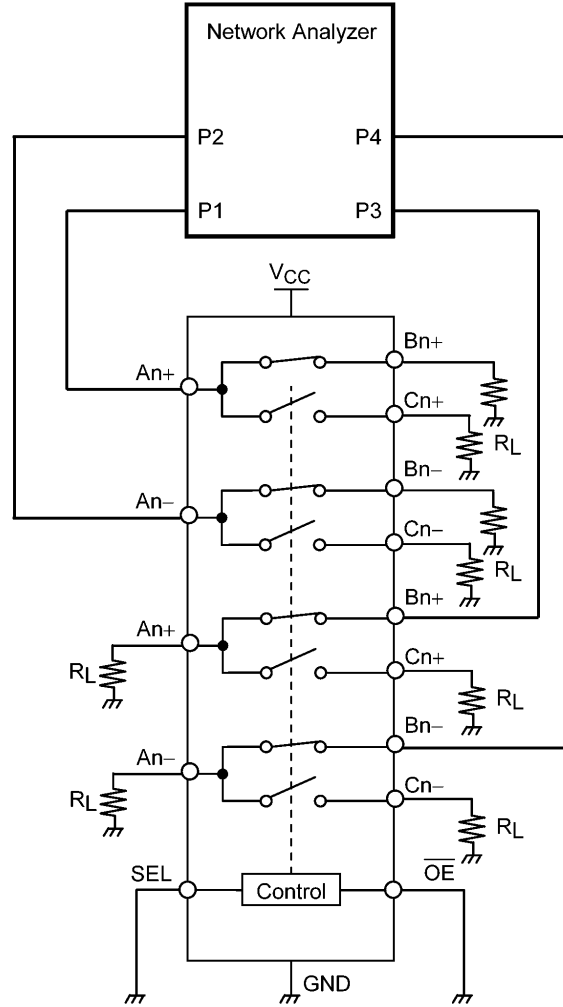 Network Analyzer
P2 P4
P1 P3
VCC
An+ Bn+
Cn+
RL
An− Bn−
Cn−
RL
An+ Bn+
RL Cn+
RL
An− Bn−
RL Cn−
RL
SEL Control OE
GND